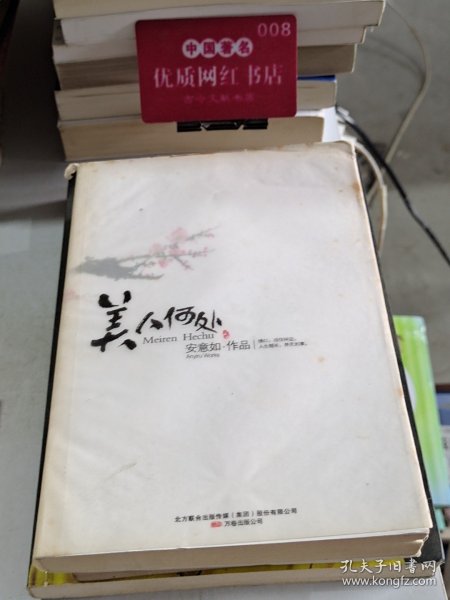 008
中国著名
优质网红书店
美人何处
Meiren Hechu
安意如·作品
Anyiru Works
北方联合出版传媒（集团）股份有限公司
万卷出版公司
孔夫子旧书网
www.kongfz.com